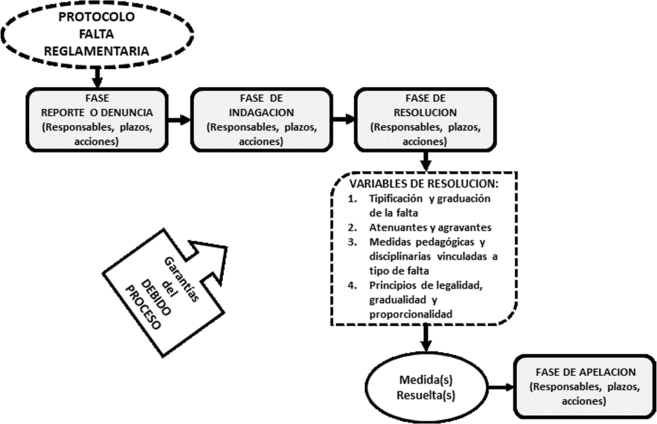 PROTOCOLO
FALTA
REGLAMENTARIA
FASE
REPORTE O DENUNCIA
(Responsables, plazos,
acciones)
FASE DE
INDAGACION
(Responsables, plazos,
acciones)
FASE DE
RESOLUCION
(Responsables, plazos,
acciones)
VARIABLES DE RESOLUCION:
1. Tipificación y graduación
de la falta
2. Atenuantes y agravantes
3. Medidas pedagógicas y
disciplinarias vinculadas a
tipo de falta
4. Principios de legalidad,
gradualidad y
proporcionalidad
Garantías
del
DEBIDO
PROCESO
Medida(s)
Resuelta(s)
FASE DE APELACION
(Responsables, plazos,
acciones)